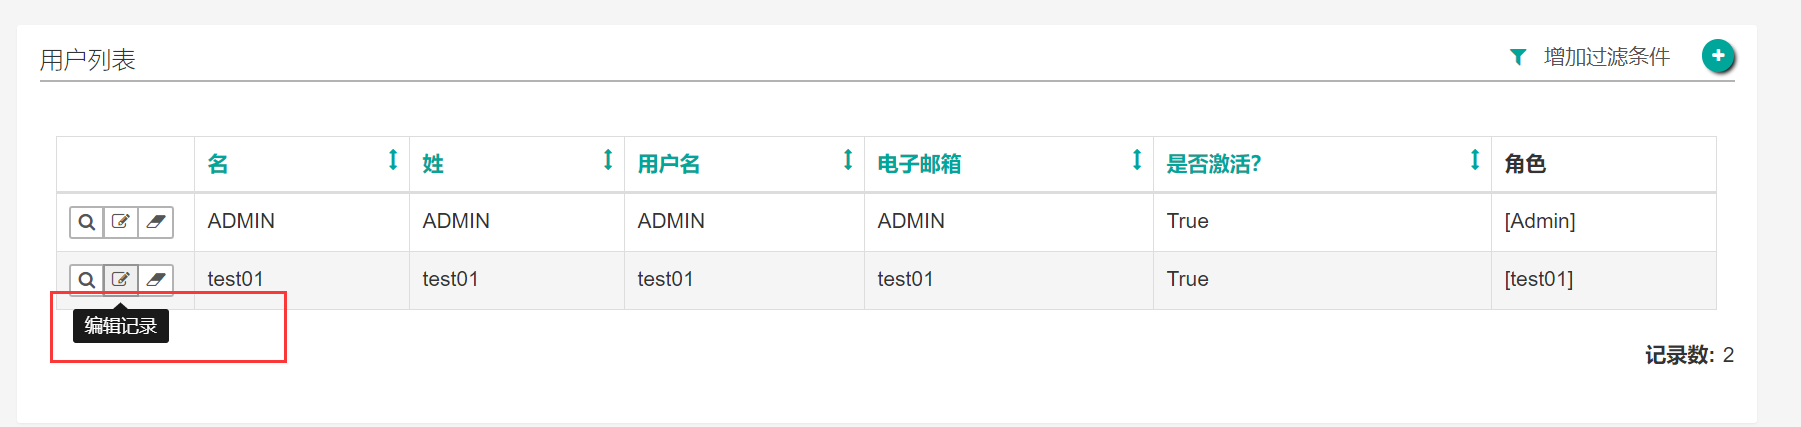 用户列表
增加过滤条件
名 姓 用户名 电子邮箱 是否激活? 角色
ADMIN ADMIN ADMIN ADMIN True [Admin]
test01 test01 test01 test01 True [test01]
编辑记录
记录数: 2